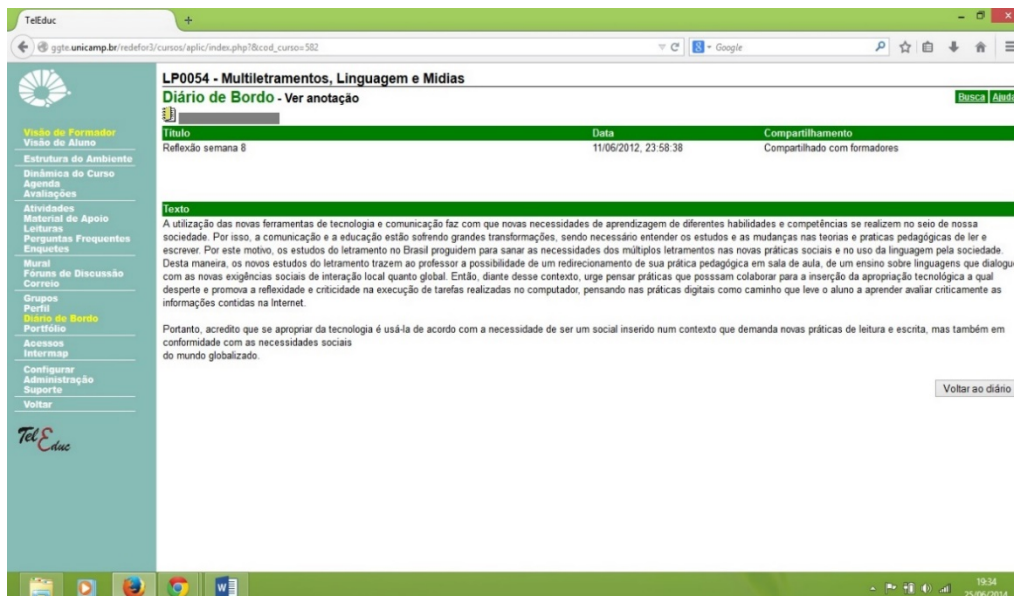 TelEduc
ggte.unicamp.br/redefor3/cursos/aplic/index.php?&cod_curso=582
Google
LP0054 - Multiletramentos, Linguagem e Mídias
Diário de Bordo - Ver anotação
Busca Ajuda
Visão de Formador
Visão de Aluno
Estrutura do Ambiente
Dinâmica do Curso
Agenda
Avaliações
Atividades
Material de Apoio
Leituras
Perguntas Frequentes
Enquetes
Mural
Fóruns de Discussão
Correio
Grupos
Perfil
Diário de Bordo
Portfólio
Acessos
Intermap
Configurar
Administração
Suporte
Voltar
TelEduc
Título Data Compartilhamento
Reflexão semana 8 11/06/2012, 23:58:38 Compartilhado com formadores
Texto
A utilização das novas ferramentas de tecnologia e comunicação faz com que novas necessidades de aprendizagem de diferentes habilidades e competências se realizem no seio de nossa
sociedade. Por isso, a comunicação e a educação estão sofrendo grandes transformações, sendo necessário entender os estudos e as mudanças nas teorias e praticas pedagógicas de ler e
escrever. Por este motivo, os estudos do letramento no Brasil proguidem para sanar as necessidades dos múltiplos letramentos nas novas práticas sociais e no uso da linguagem pela sociedade.
Desta maneira, os novos estudos do letramento trazem ao professor a possibilidade de um redirecionamento de sua prática pedagógica em sala de aula, de um ensino sobre linguagens que dialogu
com as novas exigências sociais de interação local quanto global. Então, diante desse contexto, urge pensar práticas que posssam colaborar para a inserção da apropriação tecnológica a qual
desperte e promova a reflexidade e criticidade na execução de tarefas realizadas no computador, pensando nas práticas digitais como caminho que leve o aluno a aprender avaliar criticamente as
informações contidas na Internet.
Portanto, acredito que se apropriar da tecnologia é usá-la de acordo com a necessidade de ser um social inserido num contexto que demanda novas práticas de leitura e escrita, mas também em
conformidade com as necessidades sociais
do mundo globalizado.
Voltar ao diário
19:34
25/06/2014